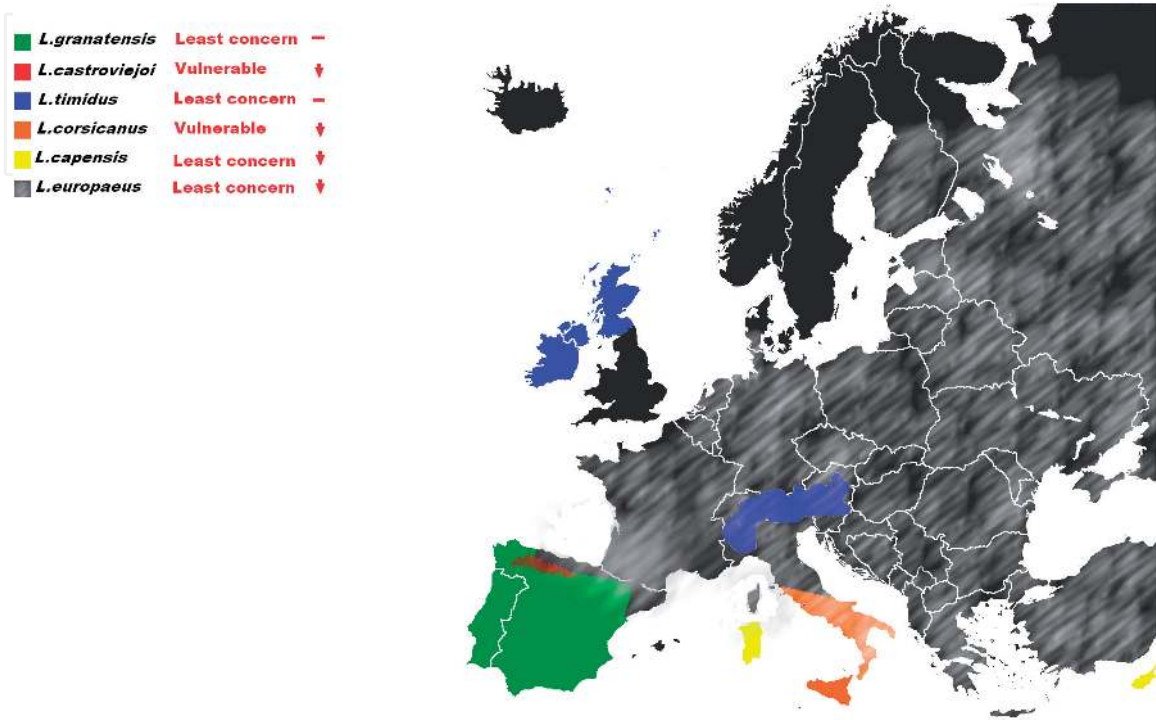 L.granatensis Least concern –
L.castroviejoi Vulnerable ↓
L.timidus Least concern –
L.corsicanus Vulnerable ↓
L.capensis Least concern ↓
L.europaeus Least concern ↓